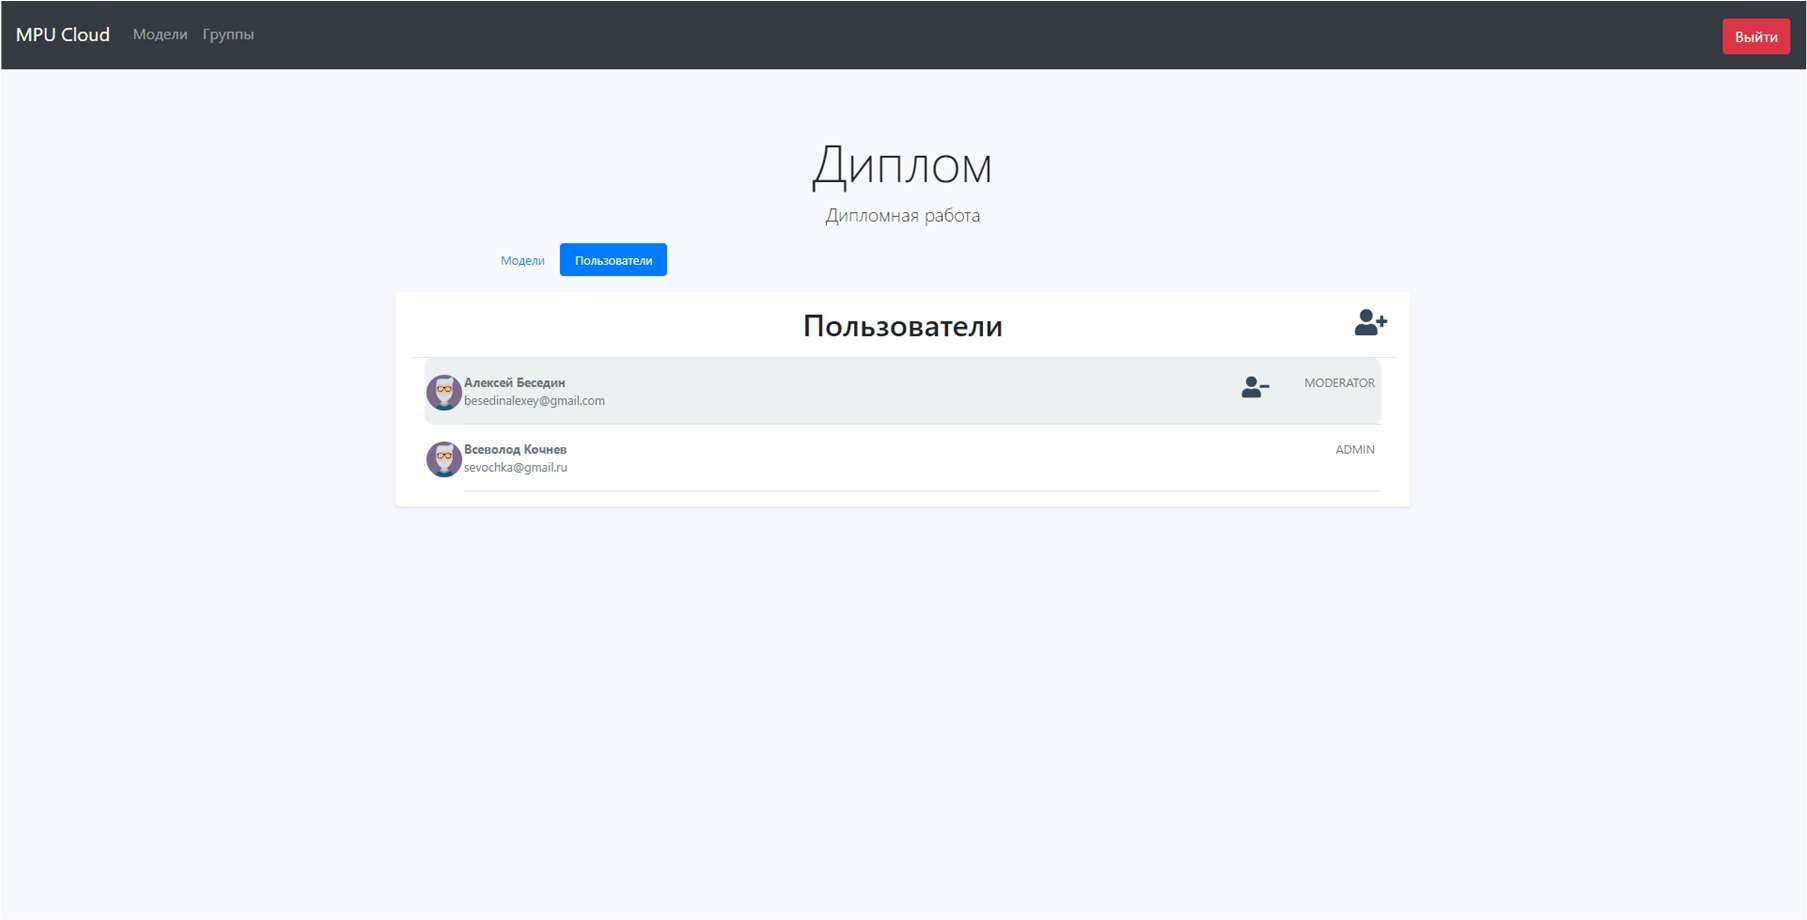 MPU Cloud Модели Группы Выйти
Диплом
Дипломная работа
Модели Пользователи
Пользователи
Алексей Беседин MODERATOR
besedinalexey@gmail.com
Всеволод Кочнев ADMIN
sevochka@gmail.ru